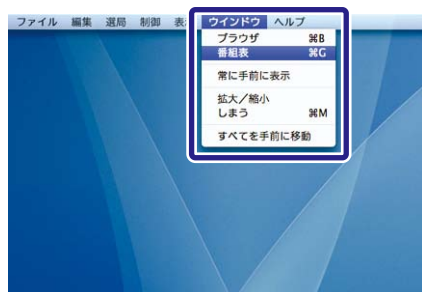 ファイル 編集 選局 制御 表 ウインドウ ヘルプ
ブラウザ ⌘B
番組表 ⌘G
常に手前に表示
拡大／縮小
しまう ⌘M
すべてを手前に移動